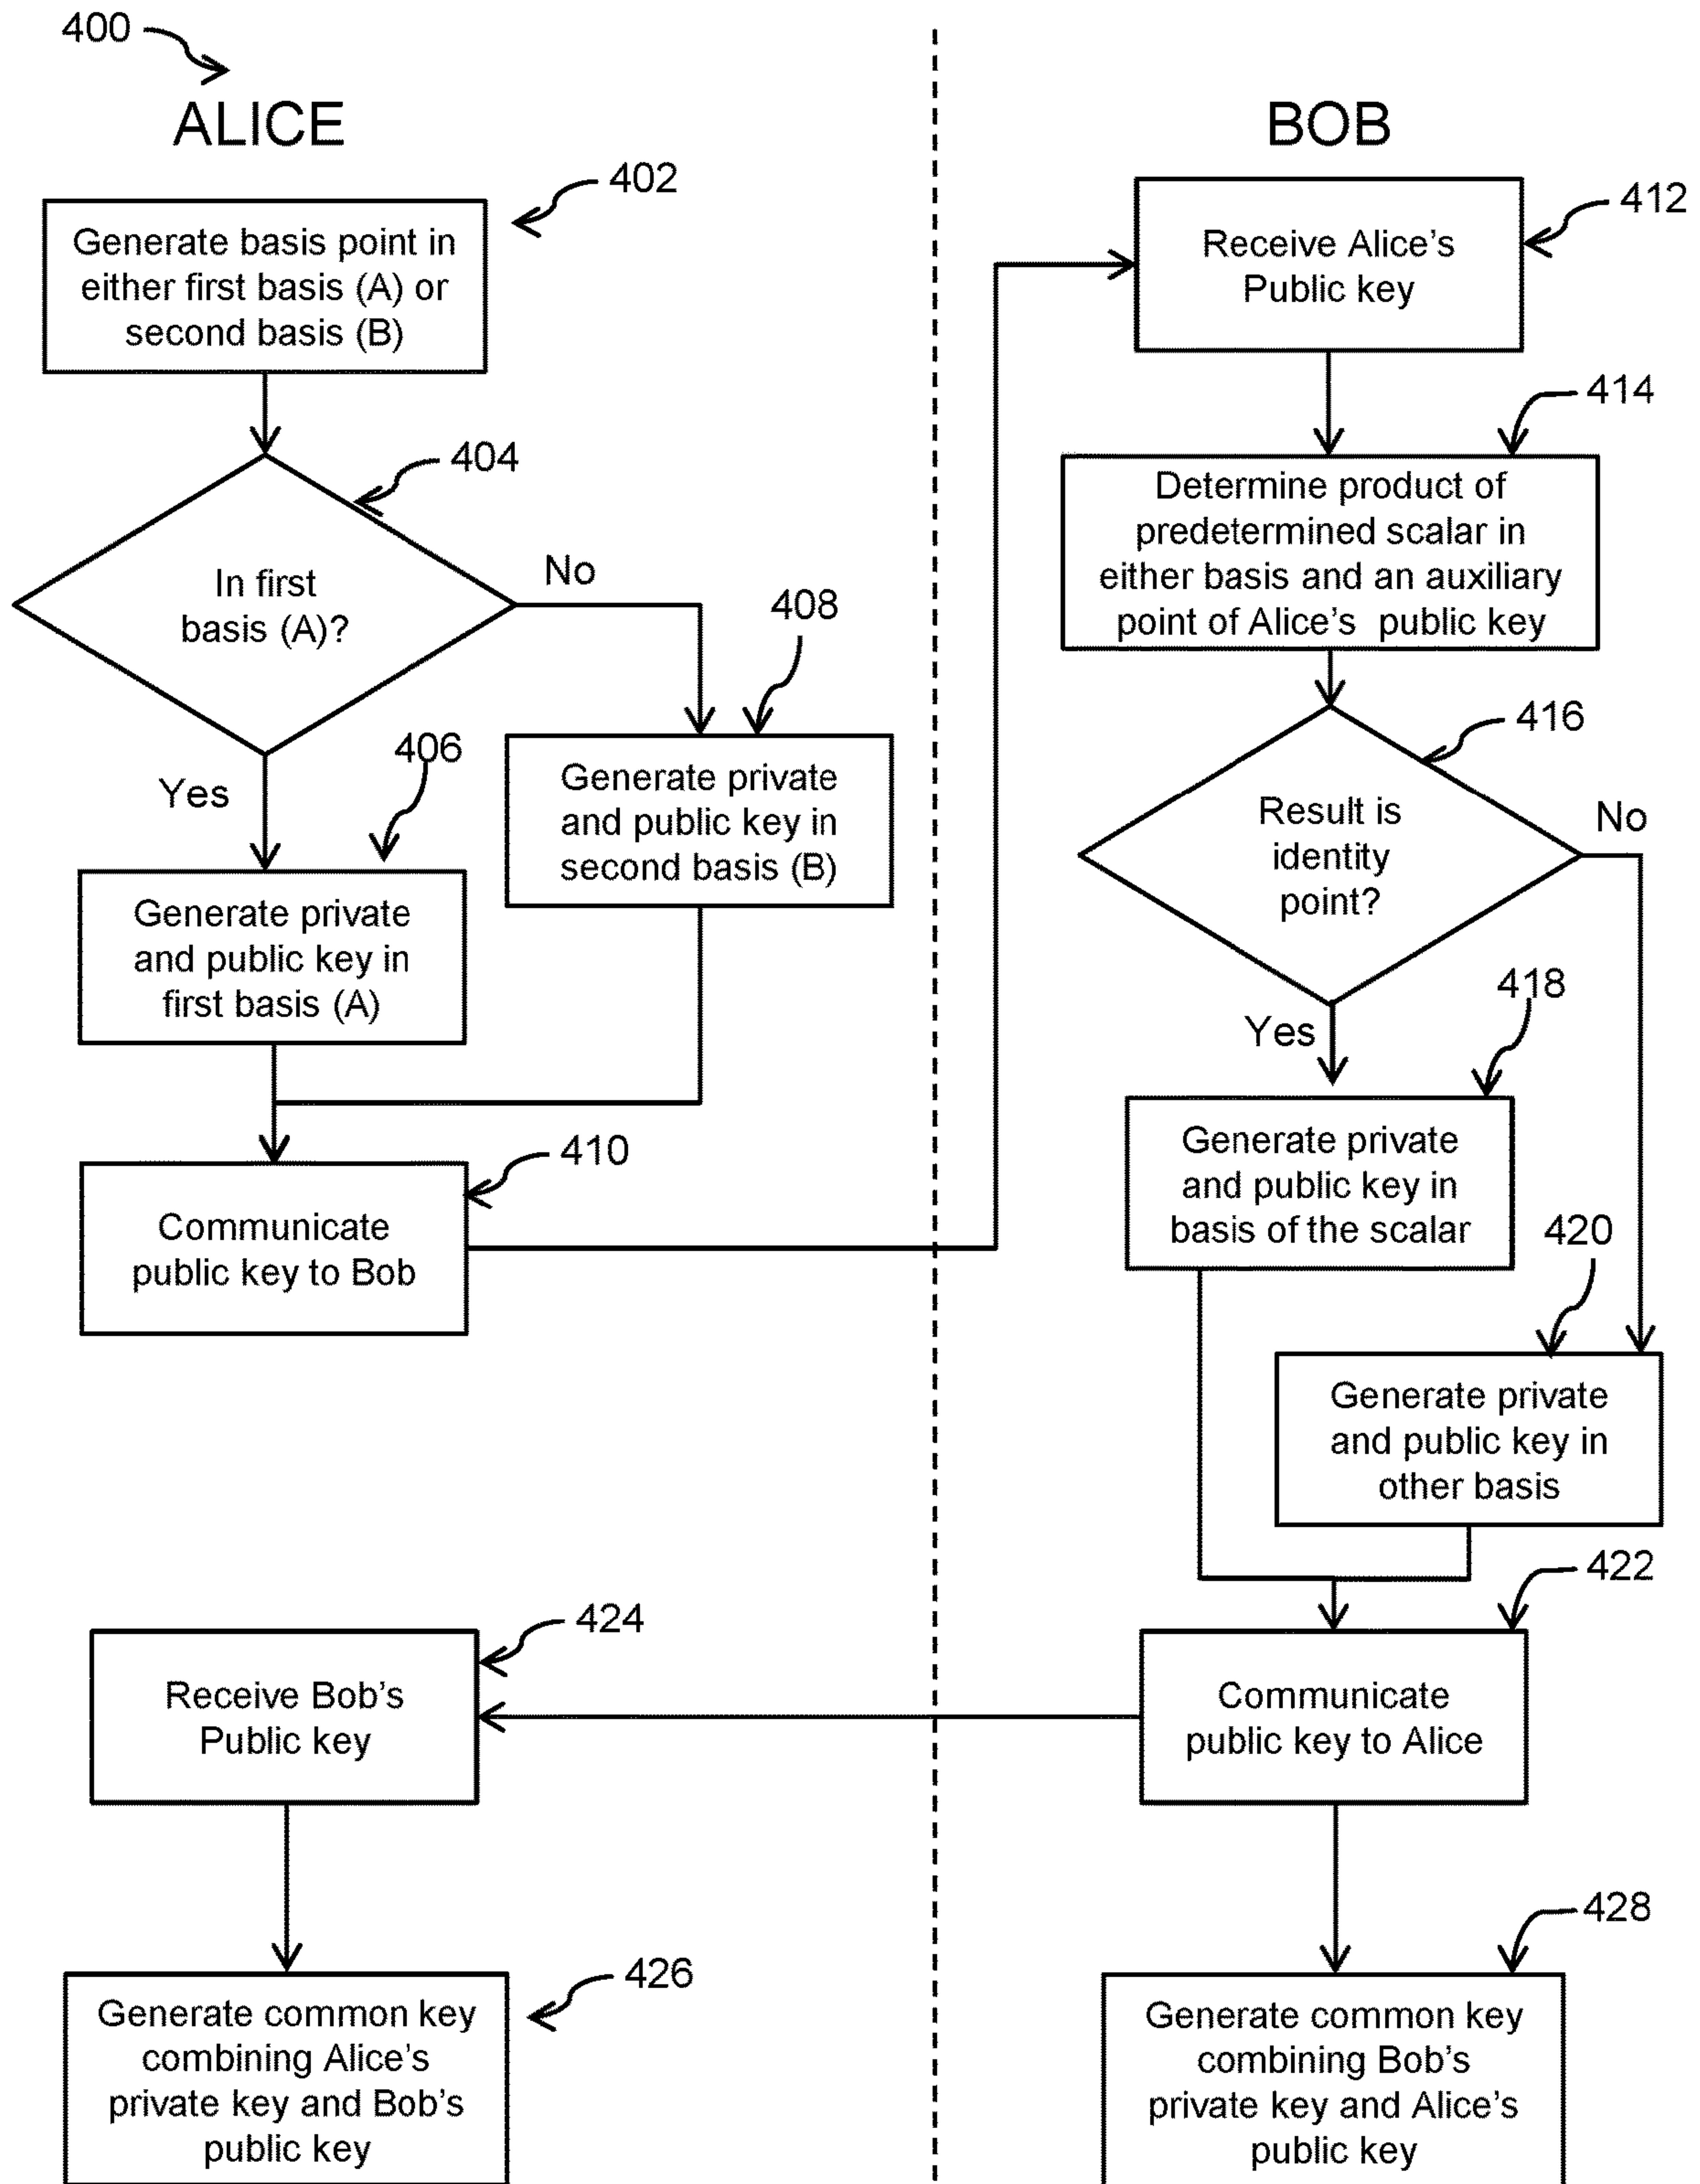 400
ALICE
402
Generate basis point in
either first basis (A) or
second basis (B)
404
In first
basis (A)?
No
408
406
Yes
Generate private
and public key in
second basis (B)
Generate private
and public key in
first basis (A)
410
Communicate
public key to Bob
424
Receive Bob's
Public key
426
Generate common key
combining Alice's
private key and Bob's
public key
BOB
412
Receive Alice's
Public key
414
Determine product of
predetermined scalar in
either basis and an auxiliary
point of Alice's public key
416
Result is
identity
point?
No
418
Yes
Generate private
and public key in
basis of the scalar
420
Generate private
and public key in
other basis
422
Communicate
public key to Alice
428
Generate common key
combining Bob's
private key and Alice's
public key